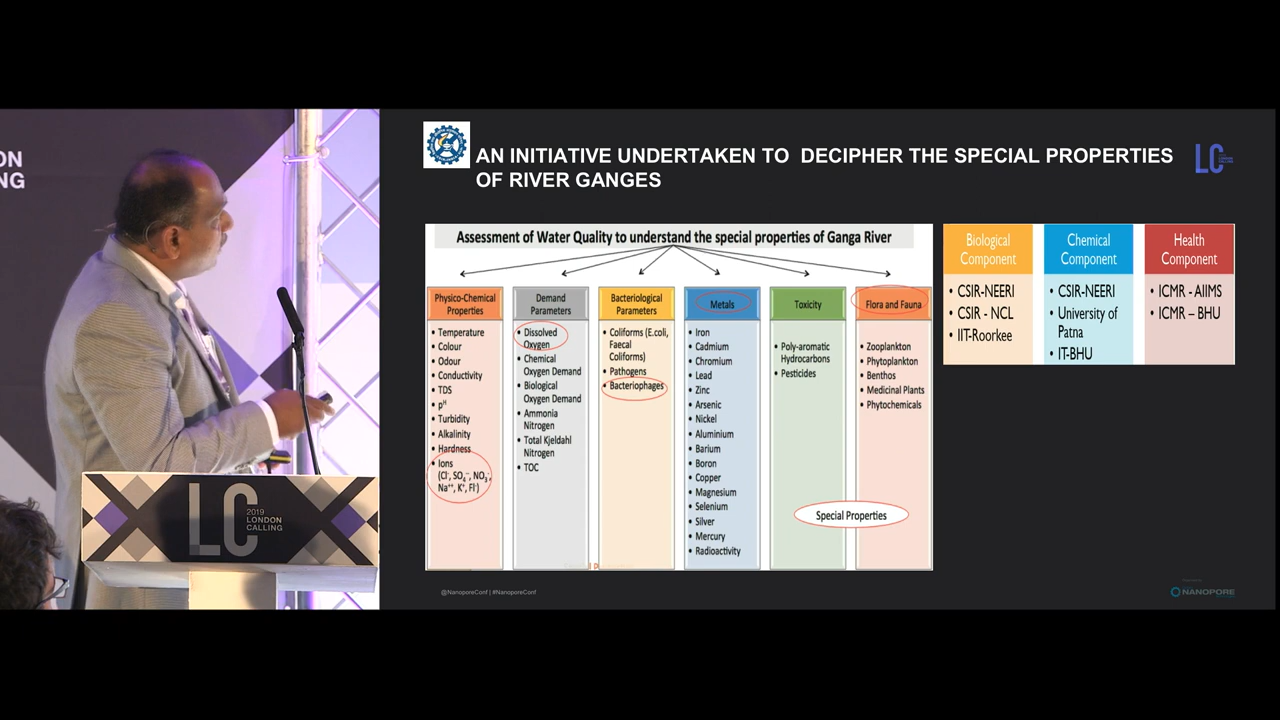 ON
NG
AN INITIATIVE UNDERTAKEN TO DECIPHER THE SPECIAL PROPERTIES
OF RIVER GANGES
LC
Assessment of Water Quality to understand the special properties of Ganga River
Physico-Chemical
Properties
• Temperature
• Colour
• Odour
• Conductivity
• TDS
• pH
• Turbidity
• Alkalinity
• Hardness
• Ions
(Cl-, SO4--, NO3-,
Na++, K+, Fl-)
Demand
Parameters
• Dissolved
Oxygen
• Chemical
Oxygen Demand
• Biological
Oxygen Demand
• Ammonia
Nitrogen
• Total Kjeldahl
Nitrogen
• TOC
Bacteriological
Parameters
• Coliforms (E.coli,
Faecal
Coliforms)
• Pathogens
• Bacteriophages
Metals
• Iron
• Cadmium
• Chromium
• Lead
• Zinc
• Arsenic
• Nickel
• Aluminium
• Barium
• Boron
• Copper
• Magnesium
• Selenium
• Silver
• Mercury
• Radioactivity
Toxicity
• Poly-aromatic
Hydrocarbons
• Pesticides
Flora and Fauna
• Zooplankton
• Phytoplankton
• Benthos
• Medicinal Plants
• Phytochemicals
Special Properties
Biological
Component
• CSIR-NEERI
• CSIR - NCL
• IIT-Roorkee
Chemical
Component
• CSIR-NEERI
• University of
Patna
• IT-BHU
Health
Component
• ICMR - AIIMS
• ICMR – BHU
LC
2019
LONDON
CALLING
@NanoporeConf | #NanoporeConf
NANOPORE